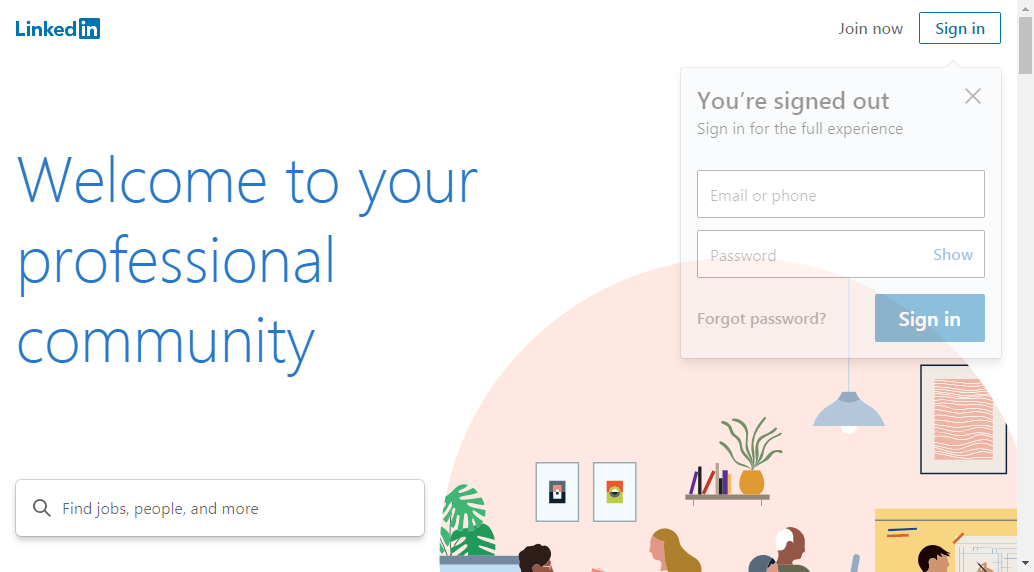 Linkedin
Join now
Sign in
You’re signed out
Sign in for the full experience
Email or phone
Password
Show
Forgot password?
Sign in
Welcome to your
professional
community
Find jobs, people, and more